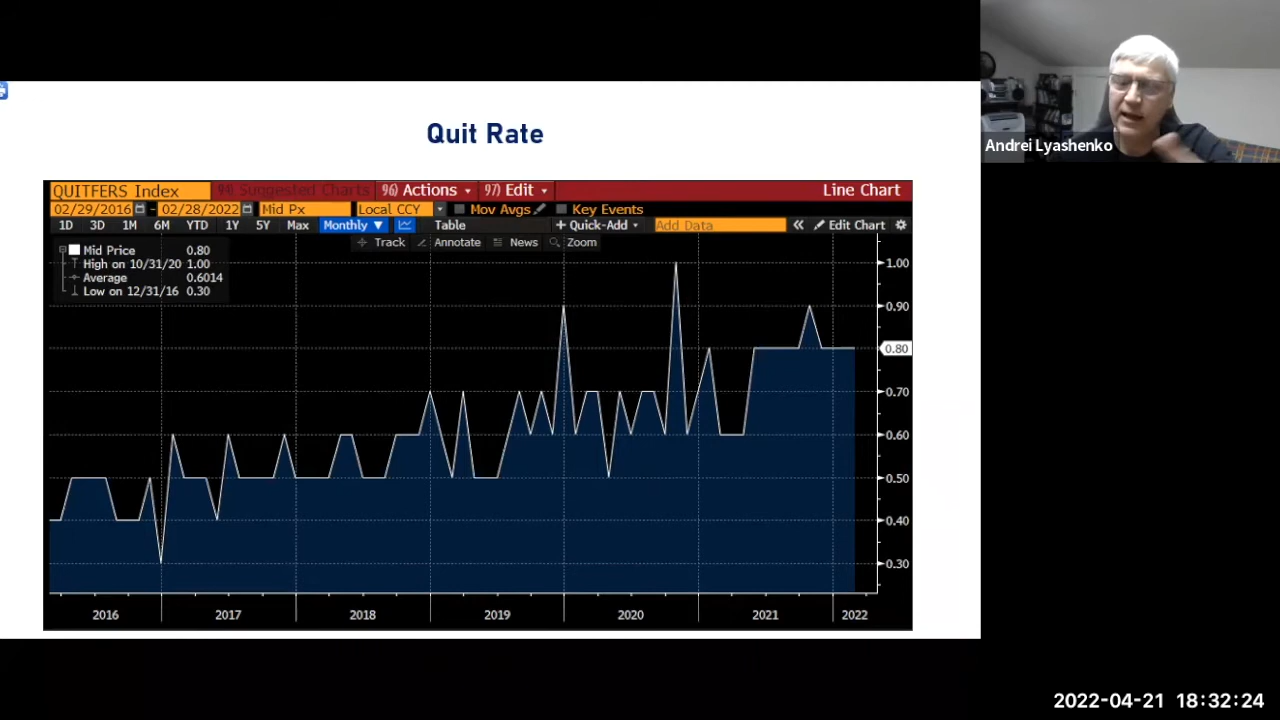 Andrei Lyashenko
Quit Rate
QUITFERS Index 94) Suggested Charts 96) Actions 97) Edit Line Chart
02/29/2016 - 02/28/2022 Mid Px Local CCY Mov Avgs Key Events
1D 3D 1M 6M YTD 1Y 5Y Max Monthly ▼ Table + Quick-Add Add Data « Edit Chart
Track Annotate News Zoom
Mid Price 0.80
High on 10/31/20 1.00
Average 0.6014
Low on 12/31/16 0.30
1.00
0.90
0.80
0.70
0.60
0.50
0.40
0.30
2016 2017 2018 2019 2020 2021 2022
2022-04-21 18:32:24